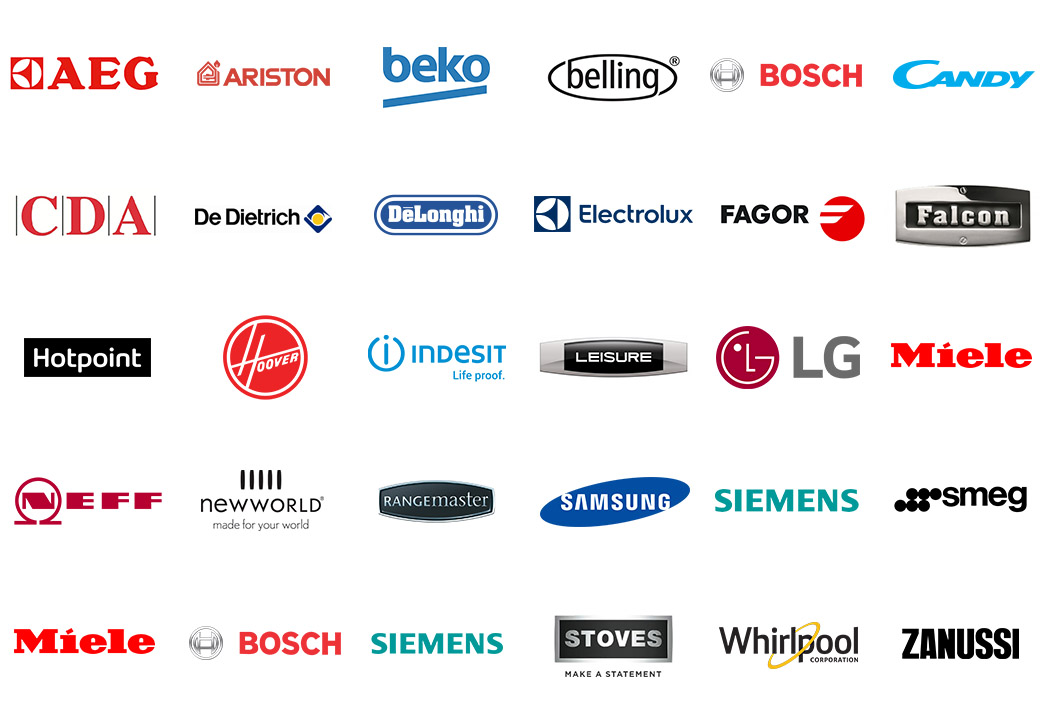 AEG
ARISTON
beko
belling®
BOSCH
CANDY
CDA
De Dietrich
DēLonghi
Electrolux
FAGOR
Falcon
Hotpoint
HOOVER
iNDESIT
Life proof.
LEISURE
LG LG
Miele
NEFF
newworld®
made for your world
RANGEmaster
SAMSUNG
SIEMENS
smeg
Miele
BOSCH
SIEMENS
STOVES
MAKE A STATEMENT
Whirlpool
CORPORATION
ZANUSSI